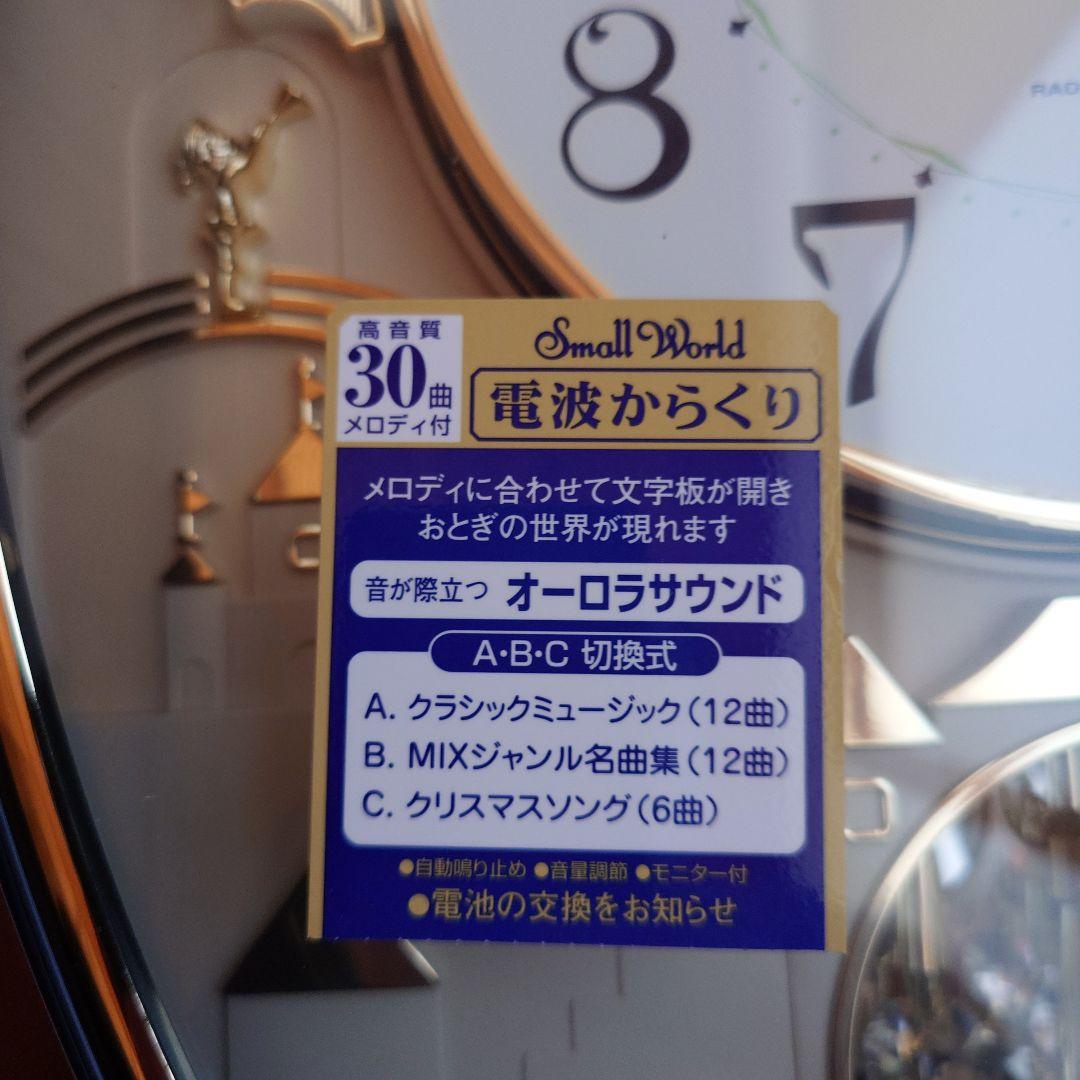 8
7
RAD
高音質
30曲
メロディ付
Small World
電波からくり
メロディに合わせて文字板が開き
おとぎの世界が現れます
音が際立つ オーロラサウンド
A・B・C 切換式
A. クラシックミュージック(12曲)
B. MIXジャンル名曲集(12曲)
C. クリスマスソング(6曲)
●自動鳴り止め ●音量調節 ●モニター付
●電池の交換をお知らせ